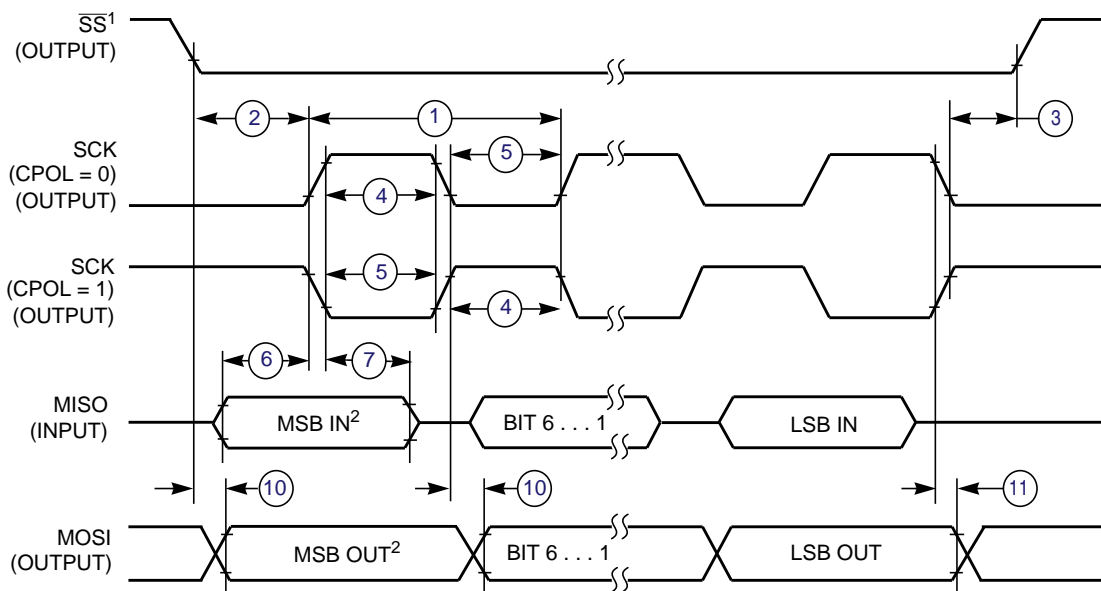 SS¹
(OUTPUT)
2
1
3
SCK
(CPOL = 0)
(OUTPUT)
5
4
SCK
(CPOL = 1)
(OUTPUT)
5
4
6
7
MISO
(INPUT)
MSB IN²
BIT 6 . . . 1
LSB IN
10
10
11
MOSI
(OUTPUT)
MSB OUT²
BIT 6 . . . 1
LSB OUT